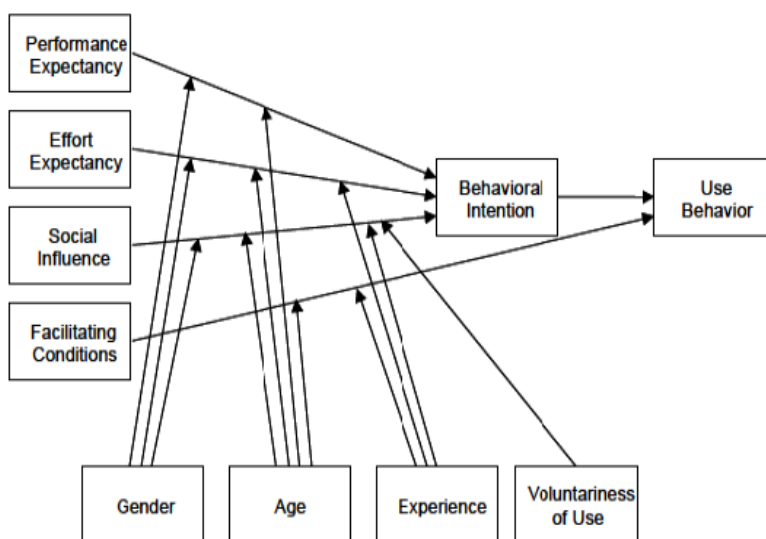 Performance
Expectancy
Effort
Expectancy
Social
Influence
Facilitating
Conditions
Behavioral
Intention
Use
Behavior
Gender
Age
Experience
Voluntariness
of Use